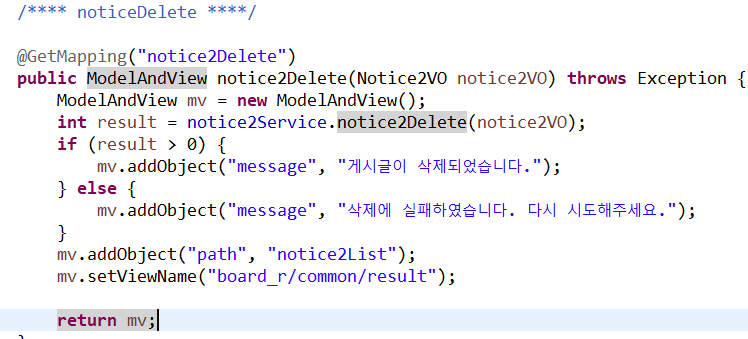 /**** noticeDelete ****/
@GetMapping("notice2Delete")
public ModelAndView notice2Delete(Notice2VO notice2VO) throws Exception {
ModelAndView mv = new ModelAndView();
int result = notice2Service.notice2Delete(notice2VO);
if (result > 0) {
mv.addObject("message", "게시글이 삭제되었습니다.");
} else {
mv.addObject("message", "삭제에 실패하였습니다. 다시 시도해주세요.");
}
mv.addObject("path", "notice2List");
mv.setViewName("board_r/common/result");
return mv;